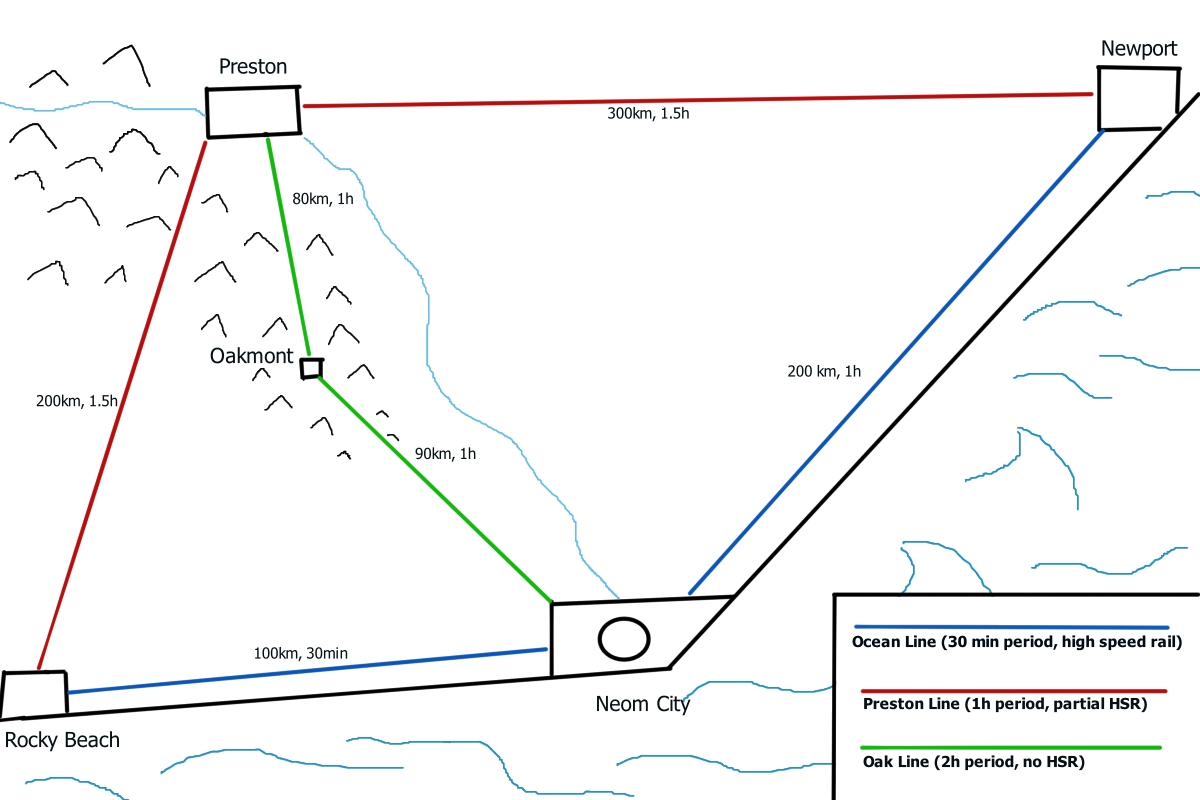 Newport
Preston
300km, 1.5h
80km, 1h
Oakmont
200 km, 1h
200km, 1.5h
90km, 1h
100km, 30min
Neom City
Rocky Beach
Ocean Line (30 min period, high speed rail)
Preston Line (1h period, partial HSR)
Oak Line (2h period, no HSR)